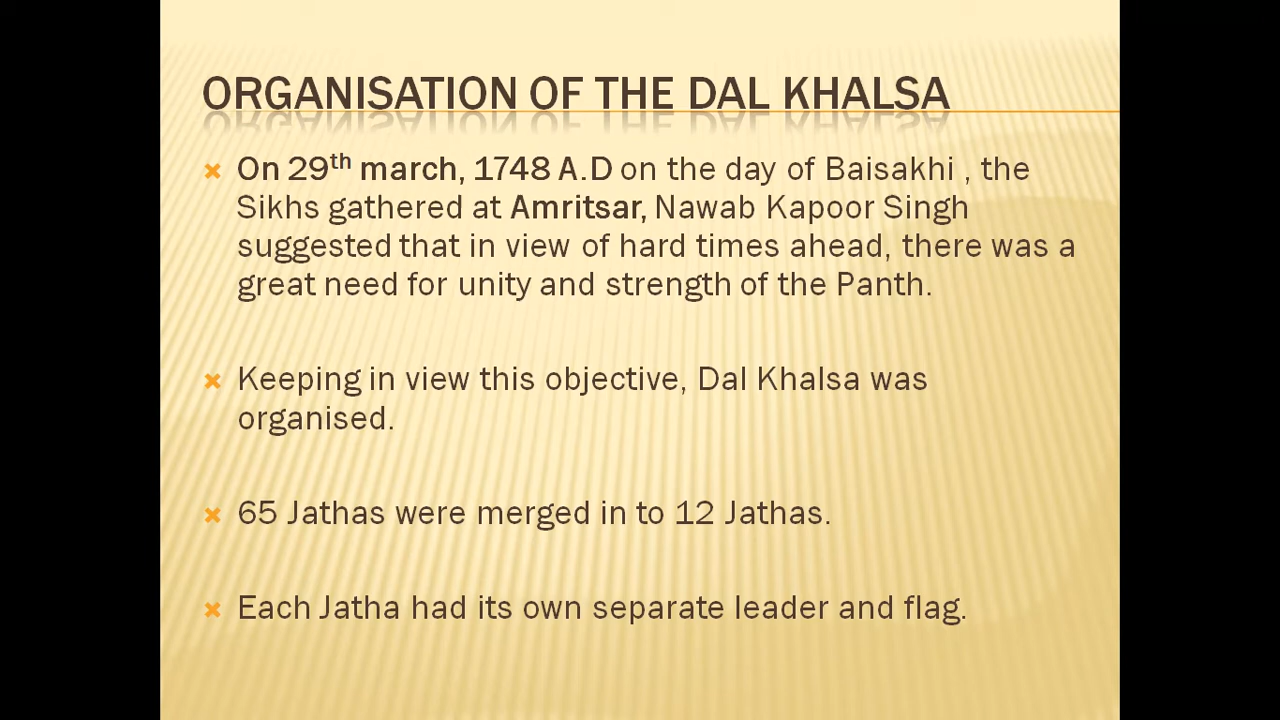 ORGANISATION OF THE DAL KHALSA
On 29th march, 1748 A.D on the day of Baisakhi , the
Sikhs gathered at Amritsar, Nawab Kapoor Singh
suggested that in view of hard times ahead, there was a
great need for unity and strength of the Panth.
Keeping in view this objective, Dal Khalsa was
organised.
65 Jathas were merged in to 12 Jathas.
Each Jatha had its own separate leader and flag.